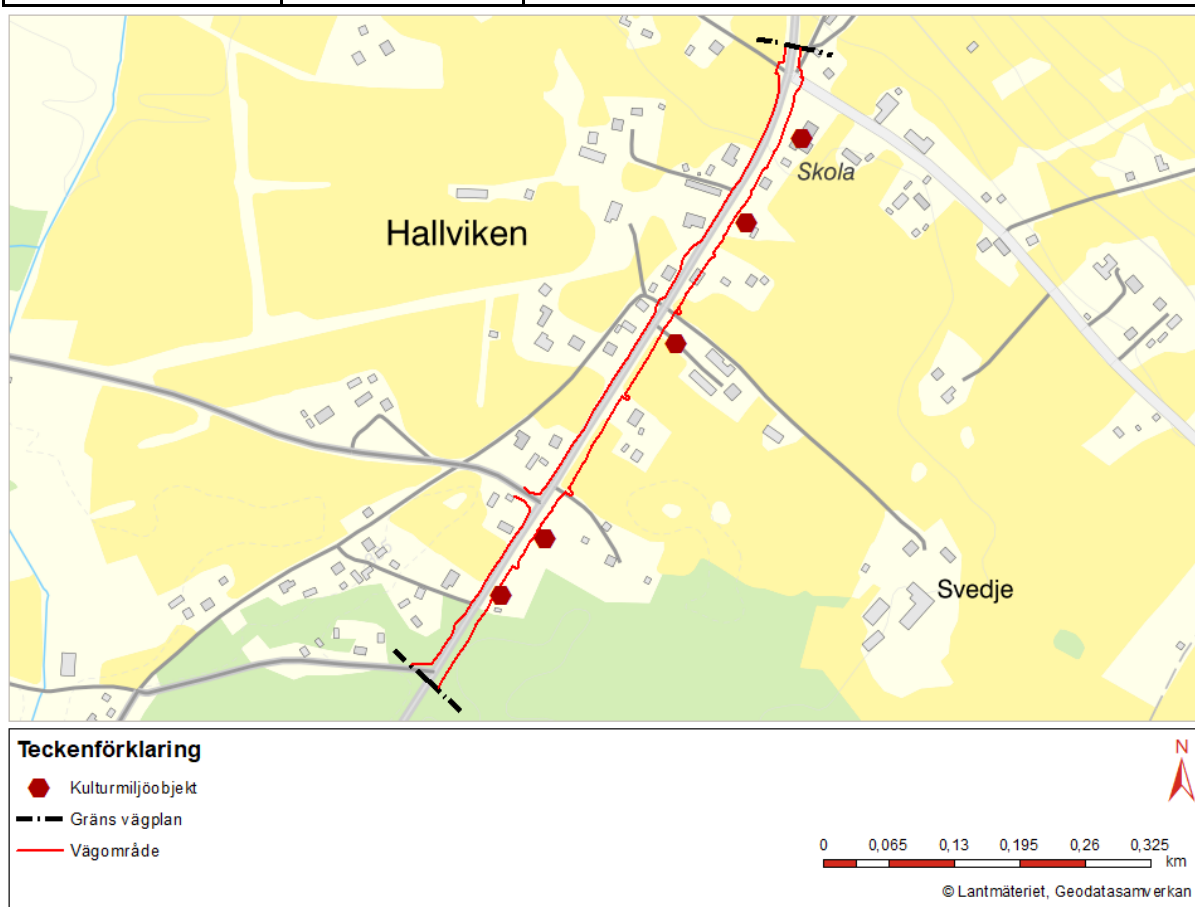 Skola
Hallviken
Svedje
Teckenförklaring
Kulturmiljöobjekt
Gräns vägplan
Vägområde
N
0 0,065 0,13 0,195 0,26 0,325
km
© Lantmäteriet, Geodatasamverkan